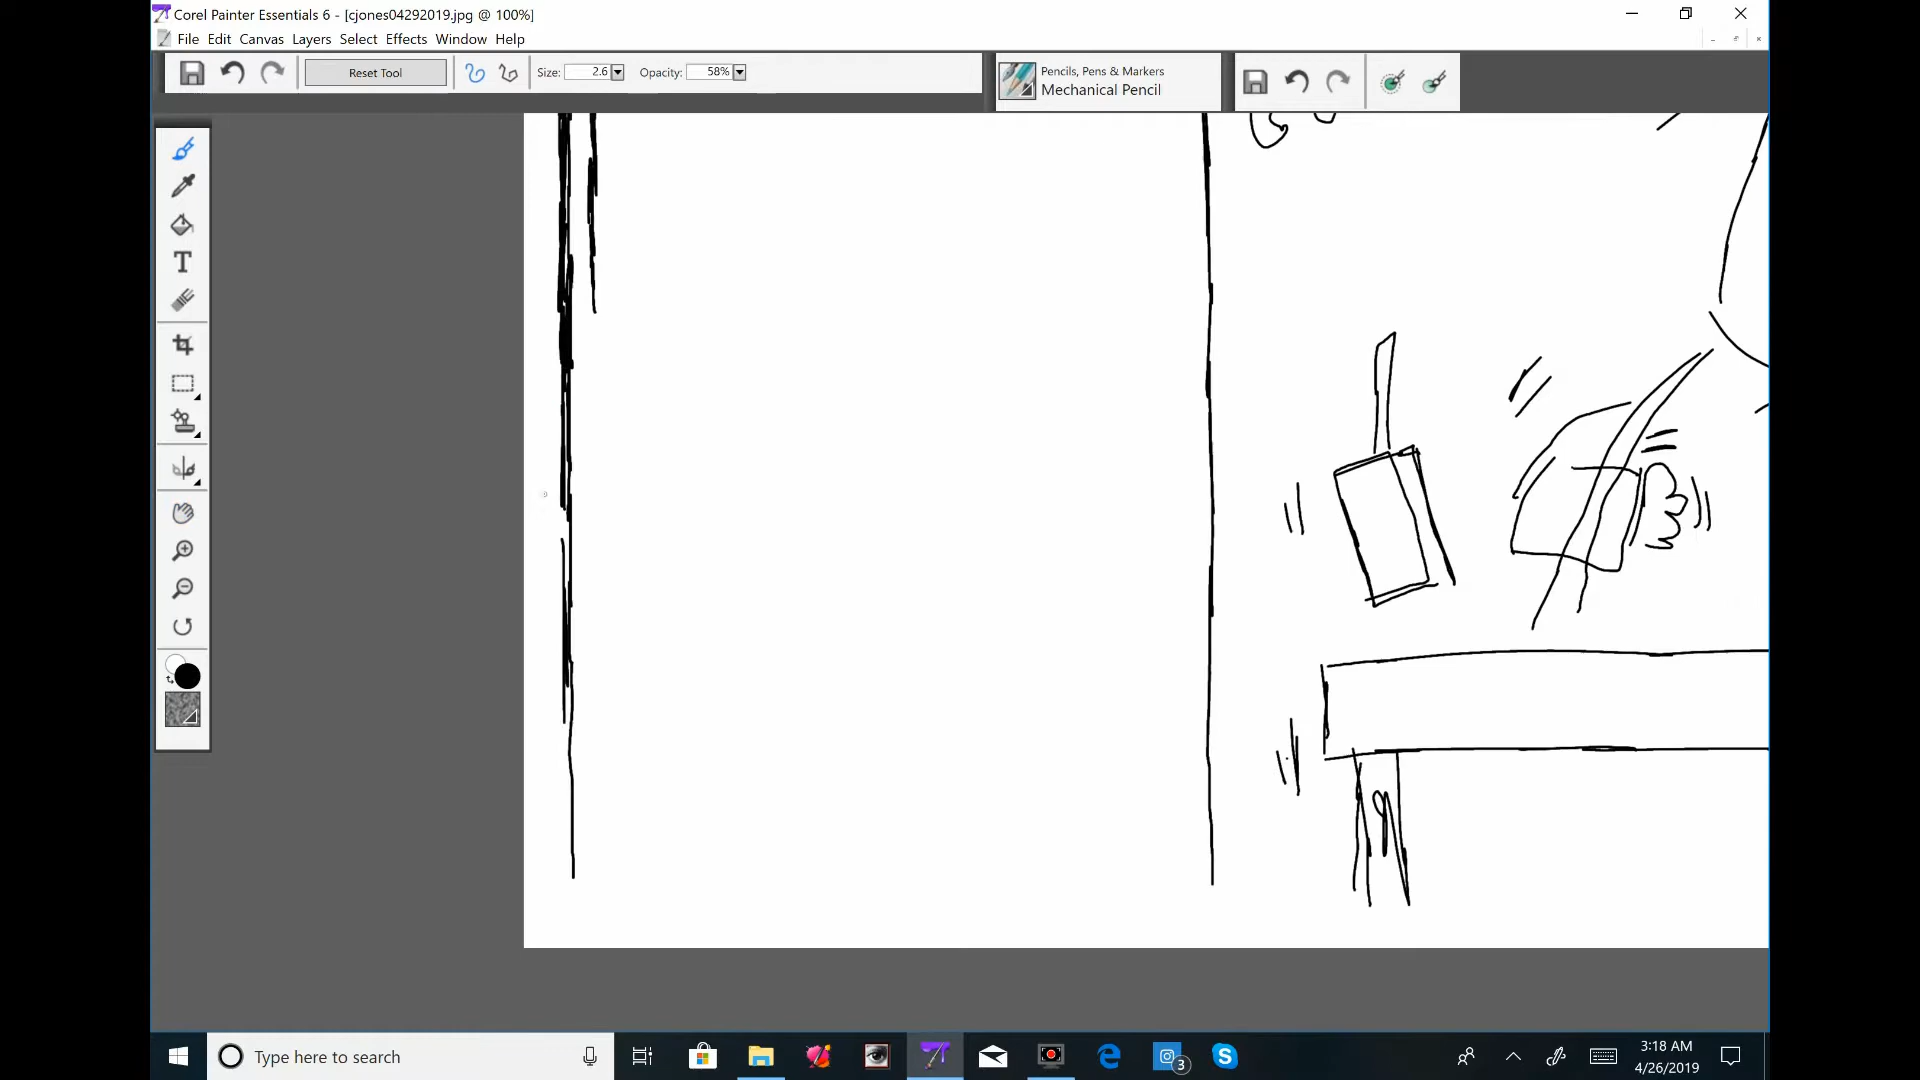 Corel Painter Essentials 6 - [cjones04292019.jpg @ 100%]
File Edit Canvas Layers Select Effects Window Help
Reset Tool Size: 2.6 Opacity: 58%
Pencils, Pens & Markers
Mechanical Pencil
T
Type here to search
3
3:18 AM
4/26/2019